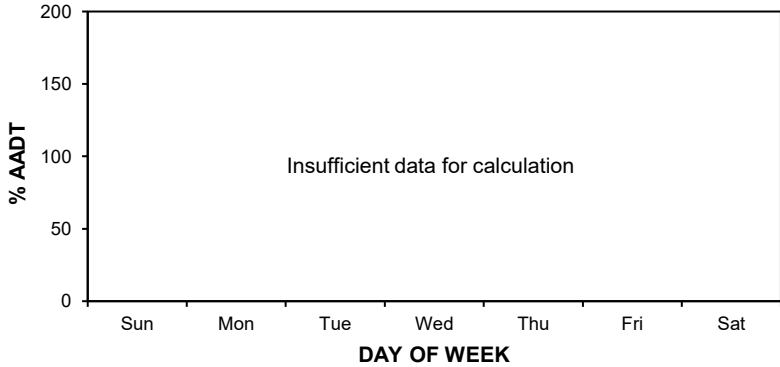 200
150
100
50
0
% AADT
Insufficient data for calculation
Sun Mon Tue Wed Thu Fri Sat
DAY OF WEEK